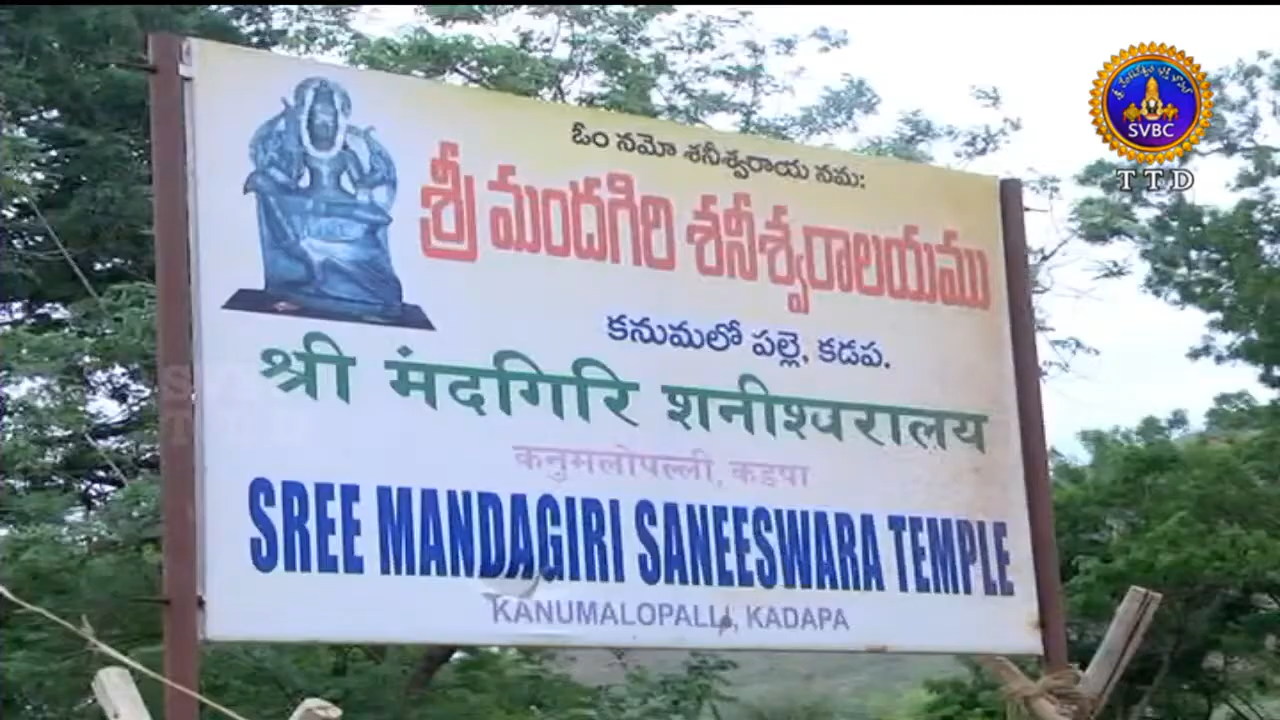 ఓం నమో శనీశ్వరాయ నమ:
శ్రీ మందగిరి శనీశ్వరాలయము
కనుమలో పల్లె, కడప.
श्री मंदगिरि शनीश्वरालय
कनुमलोपल्ली, कडपा
SREE MANDAGIRI SANEESWARA TEMPLE
KANUMALOPALLI, KADAPA
SVBC
TTD